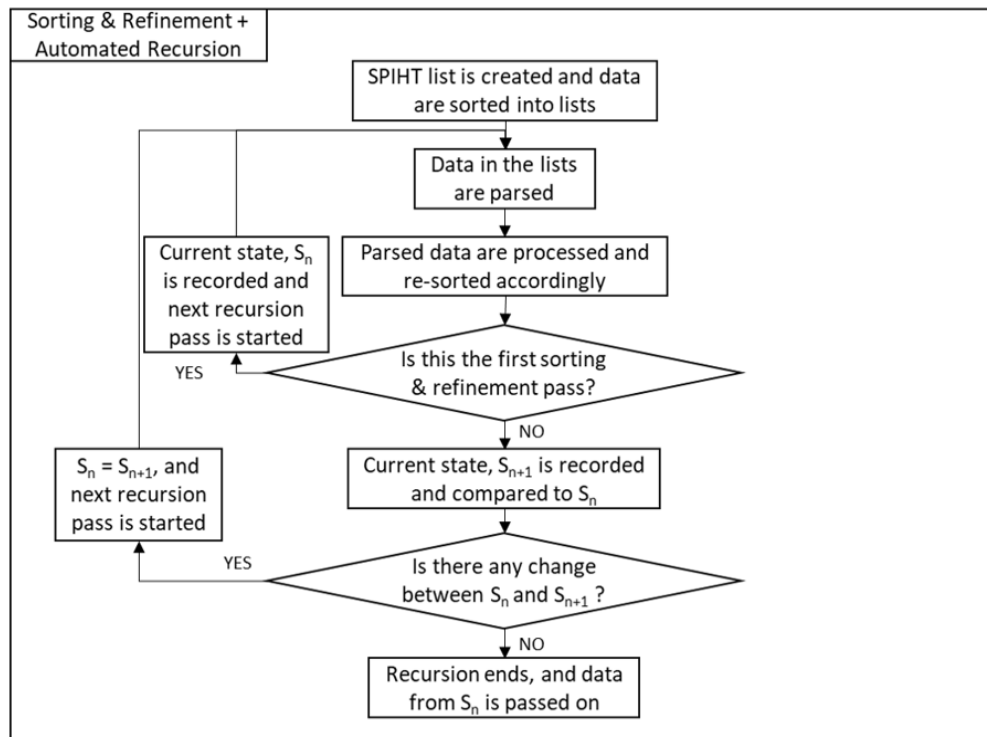 Sorting & Refinement +
Automated Recursion
SPIHT list is created and data
are sorted into lists
Data in the lists
are parsed
Current state, Sₙ
is recorded and
next recursion
pass is started
Parsed data are processed and
re-sorted accordingly
Is this the first sorting
& refinement pass?
YES
NO
Sₙ = Sₙ₊₁, and
next recursion
pass is started
Current state, Sₙ₊₁ is recorded
and compared to Sₙ
Is there any change
between Sₙ and Sₙ₊₁ ?
YES
NO
Recursion ends, and data
from Sₙ is passed on